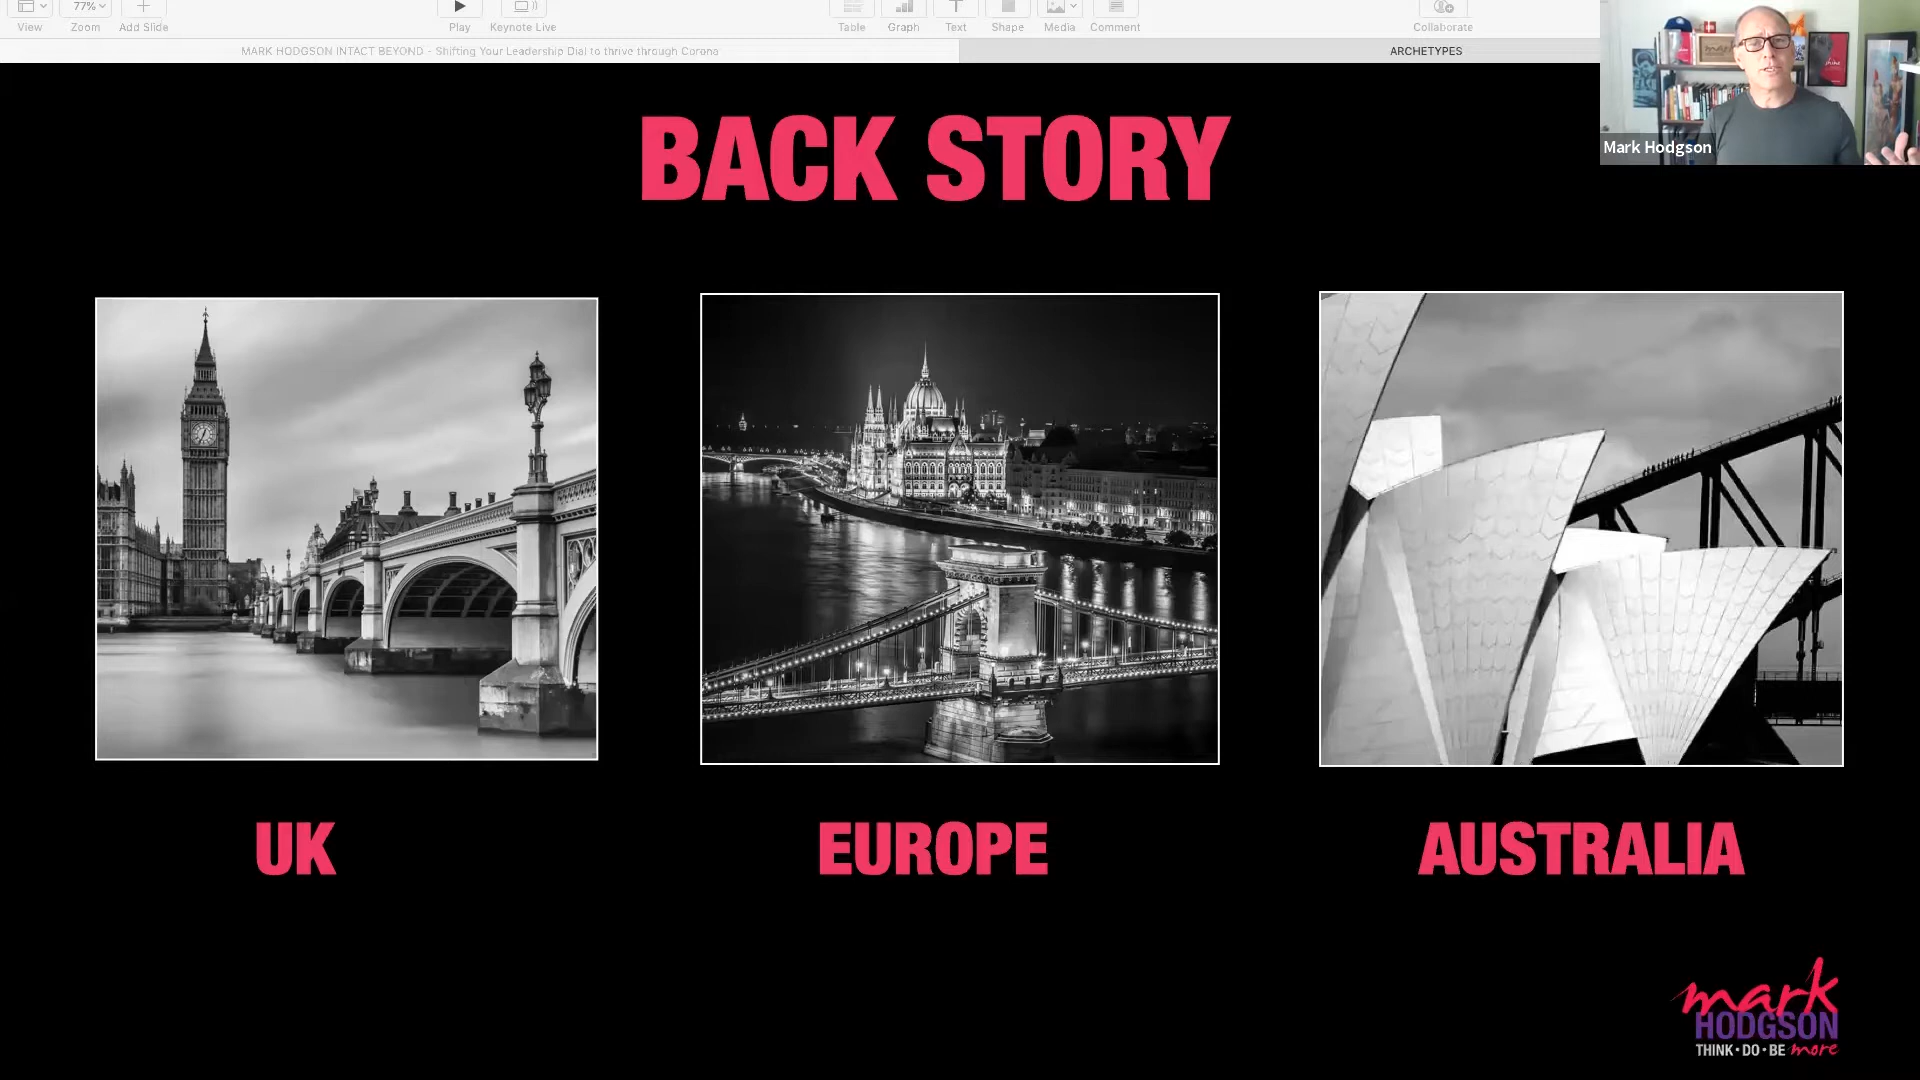 77%
View
Zoom
Add Slide
Play
Keynote Live
Table
Graph
Text
Shape
Media
Comment
Collaborate
MARK HODGSON INTACT BEYOND - Shifting Your Leadership Dial to thrive through Corona
ARCHETYPES
Mark Hodgson
BACK STORY
UK
EUROPE
AUSTRALIA
mark
HODGSON
THINK • DO • BE more